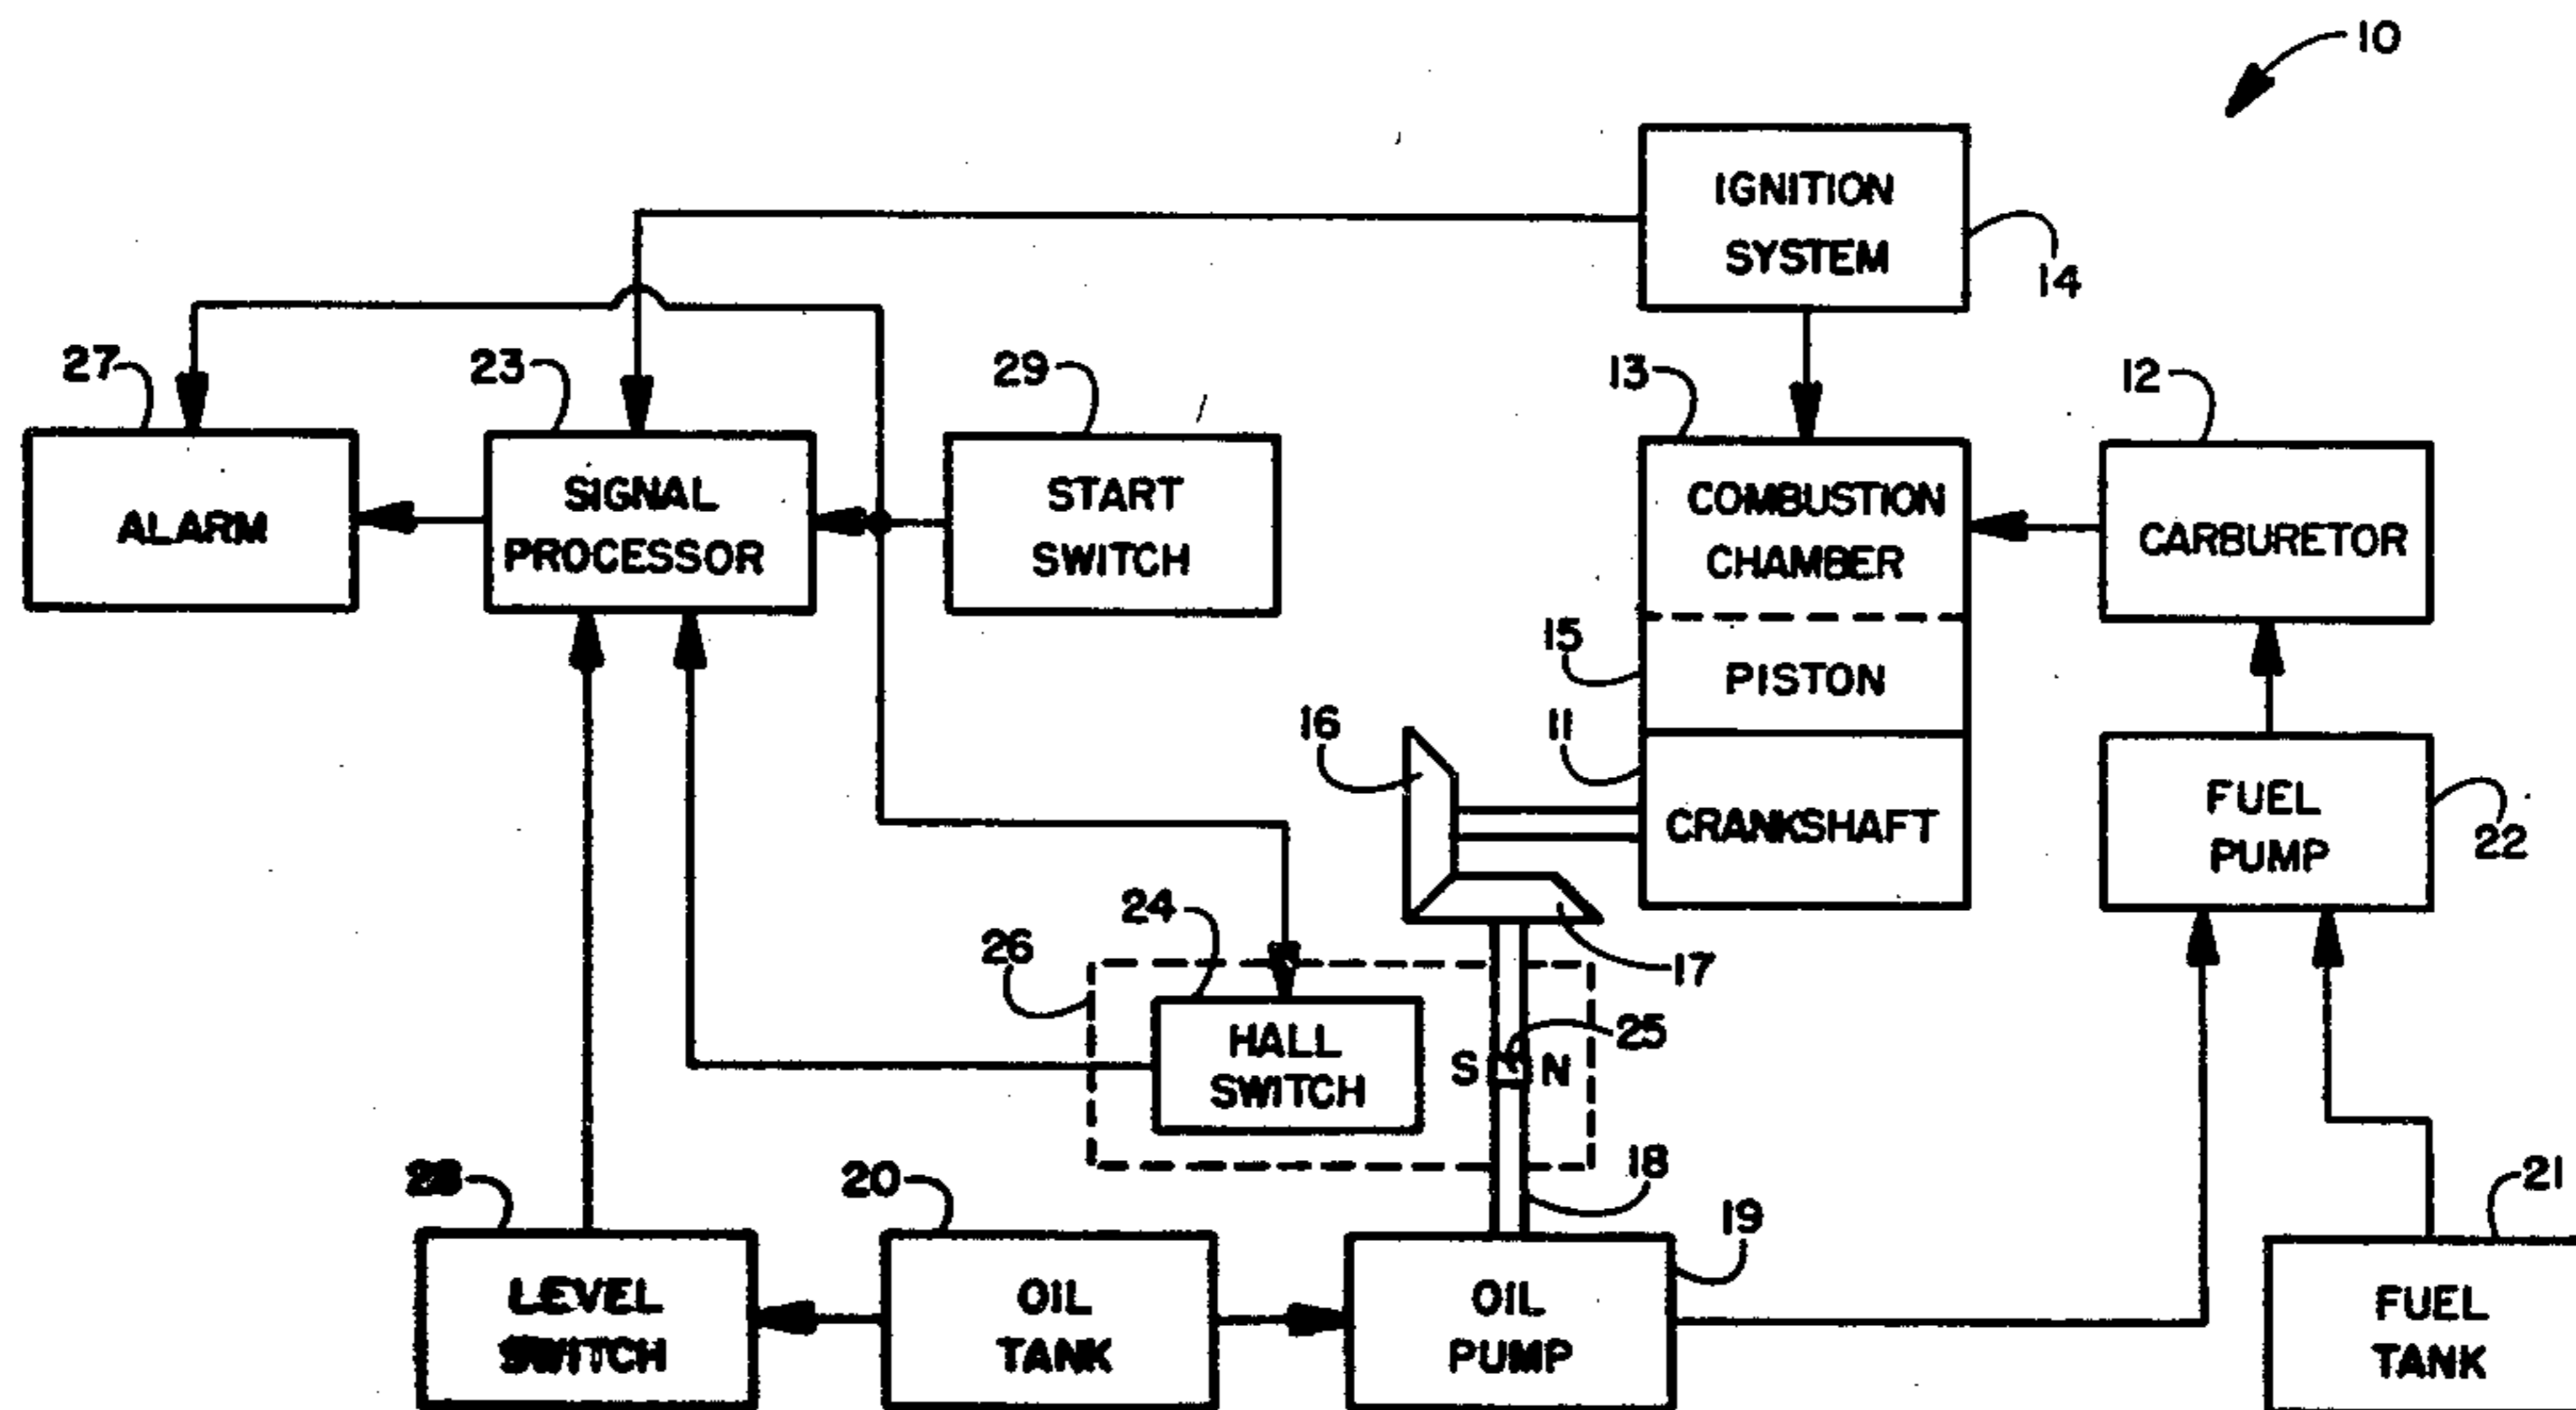 10
IGNITION
SYSTEM
14
27
23
29
13
12
ALARM
SIGNAL
PROCESSOR
START
SWITCH
COMBUSTION
CHAMBER
CARBURETOR
15
PISTON
16
11
CRANKSHAFT
FUEL
PUMP
22
24
26
17
HALL
SWITCH
S
N
25
28
20
18
19
21
LEVEL
SWITCH
OIL
TANK
OIL
PUMP
FUEL
TANK